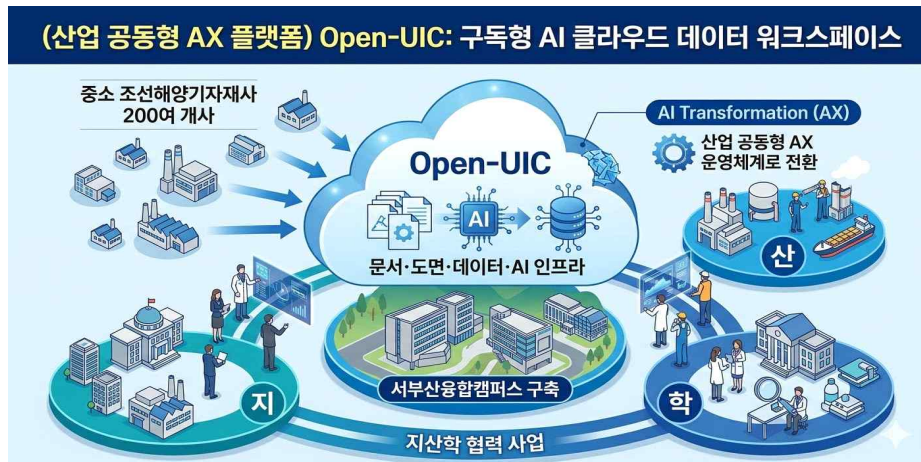 (산업 공동형 AX 플랫폼) Open-UIC: 구독형 AI 클라우드 데이터 워크스페이스
중소 조선해양기자재사
200여 개사
Open-UIC
AI
문서·도면·데이터·AI 인프라
AI Transformation (AX)
산업 공동형 AX
운영체계로 전환
산
서부산융합캠퍼스 구축
지
학
지산학 협력 사업